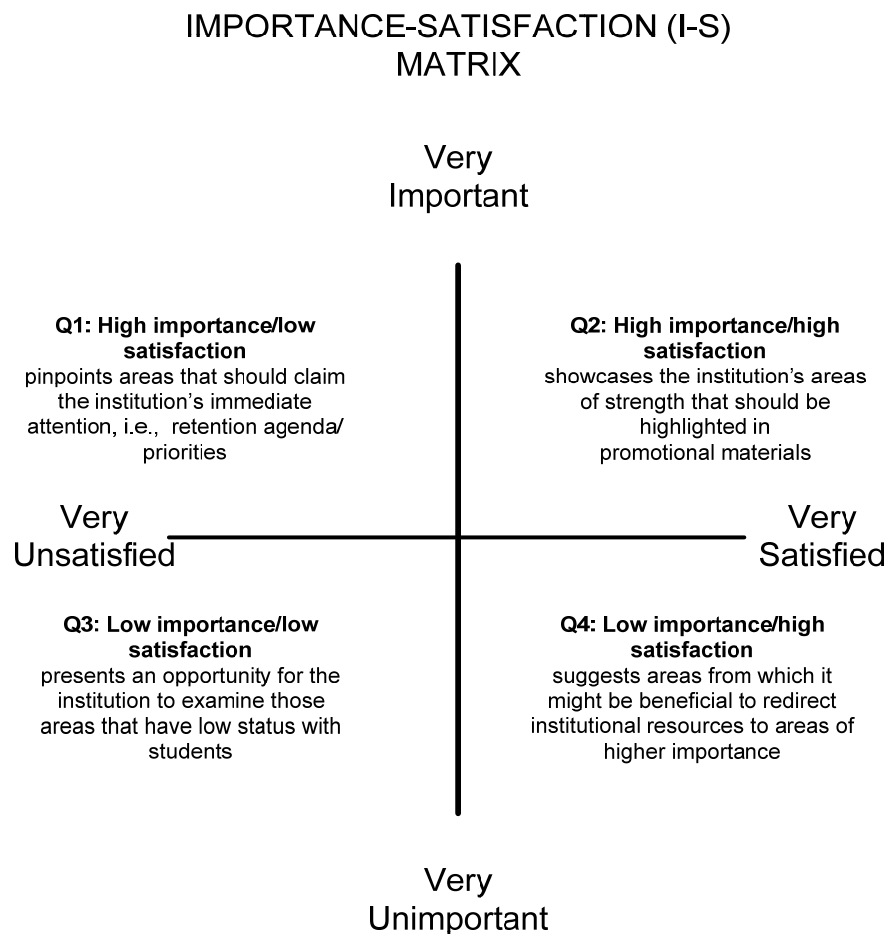 IMPORTANCE-SATISFACTION (I-S)
MATRIX
Very
Important
Q1: High importance/low
satisfaction
pinpoints areas that should claim
the institution’s immediate
attention, i.e.,  retention agenda/
priorities
Q2: High importance/high
satisfaction
showcases the institution’s areas
of strength that should be
highlighted in
promotional materials
Very
Unsatisfied
Very
Satisfied
Q3: Low importance/low
satisfaction
presents an opportunity for the
institution to examine those
areas that have low status with
students
Q4: Low importance/high
satisfaction
suggests areas from which it
might be beneficial to redirect
institutional resources to areas of
higher importance
Very
Unimportant